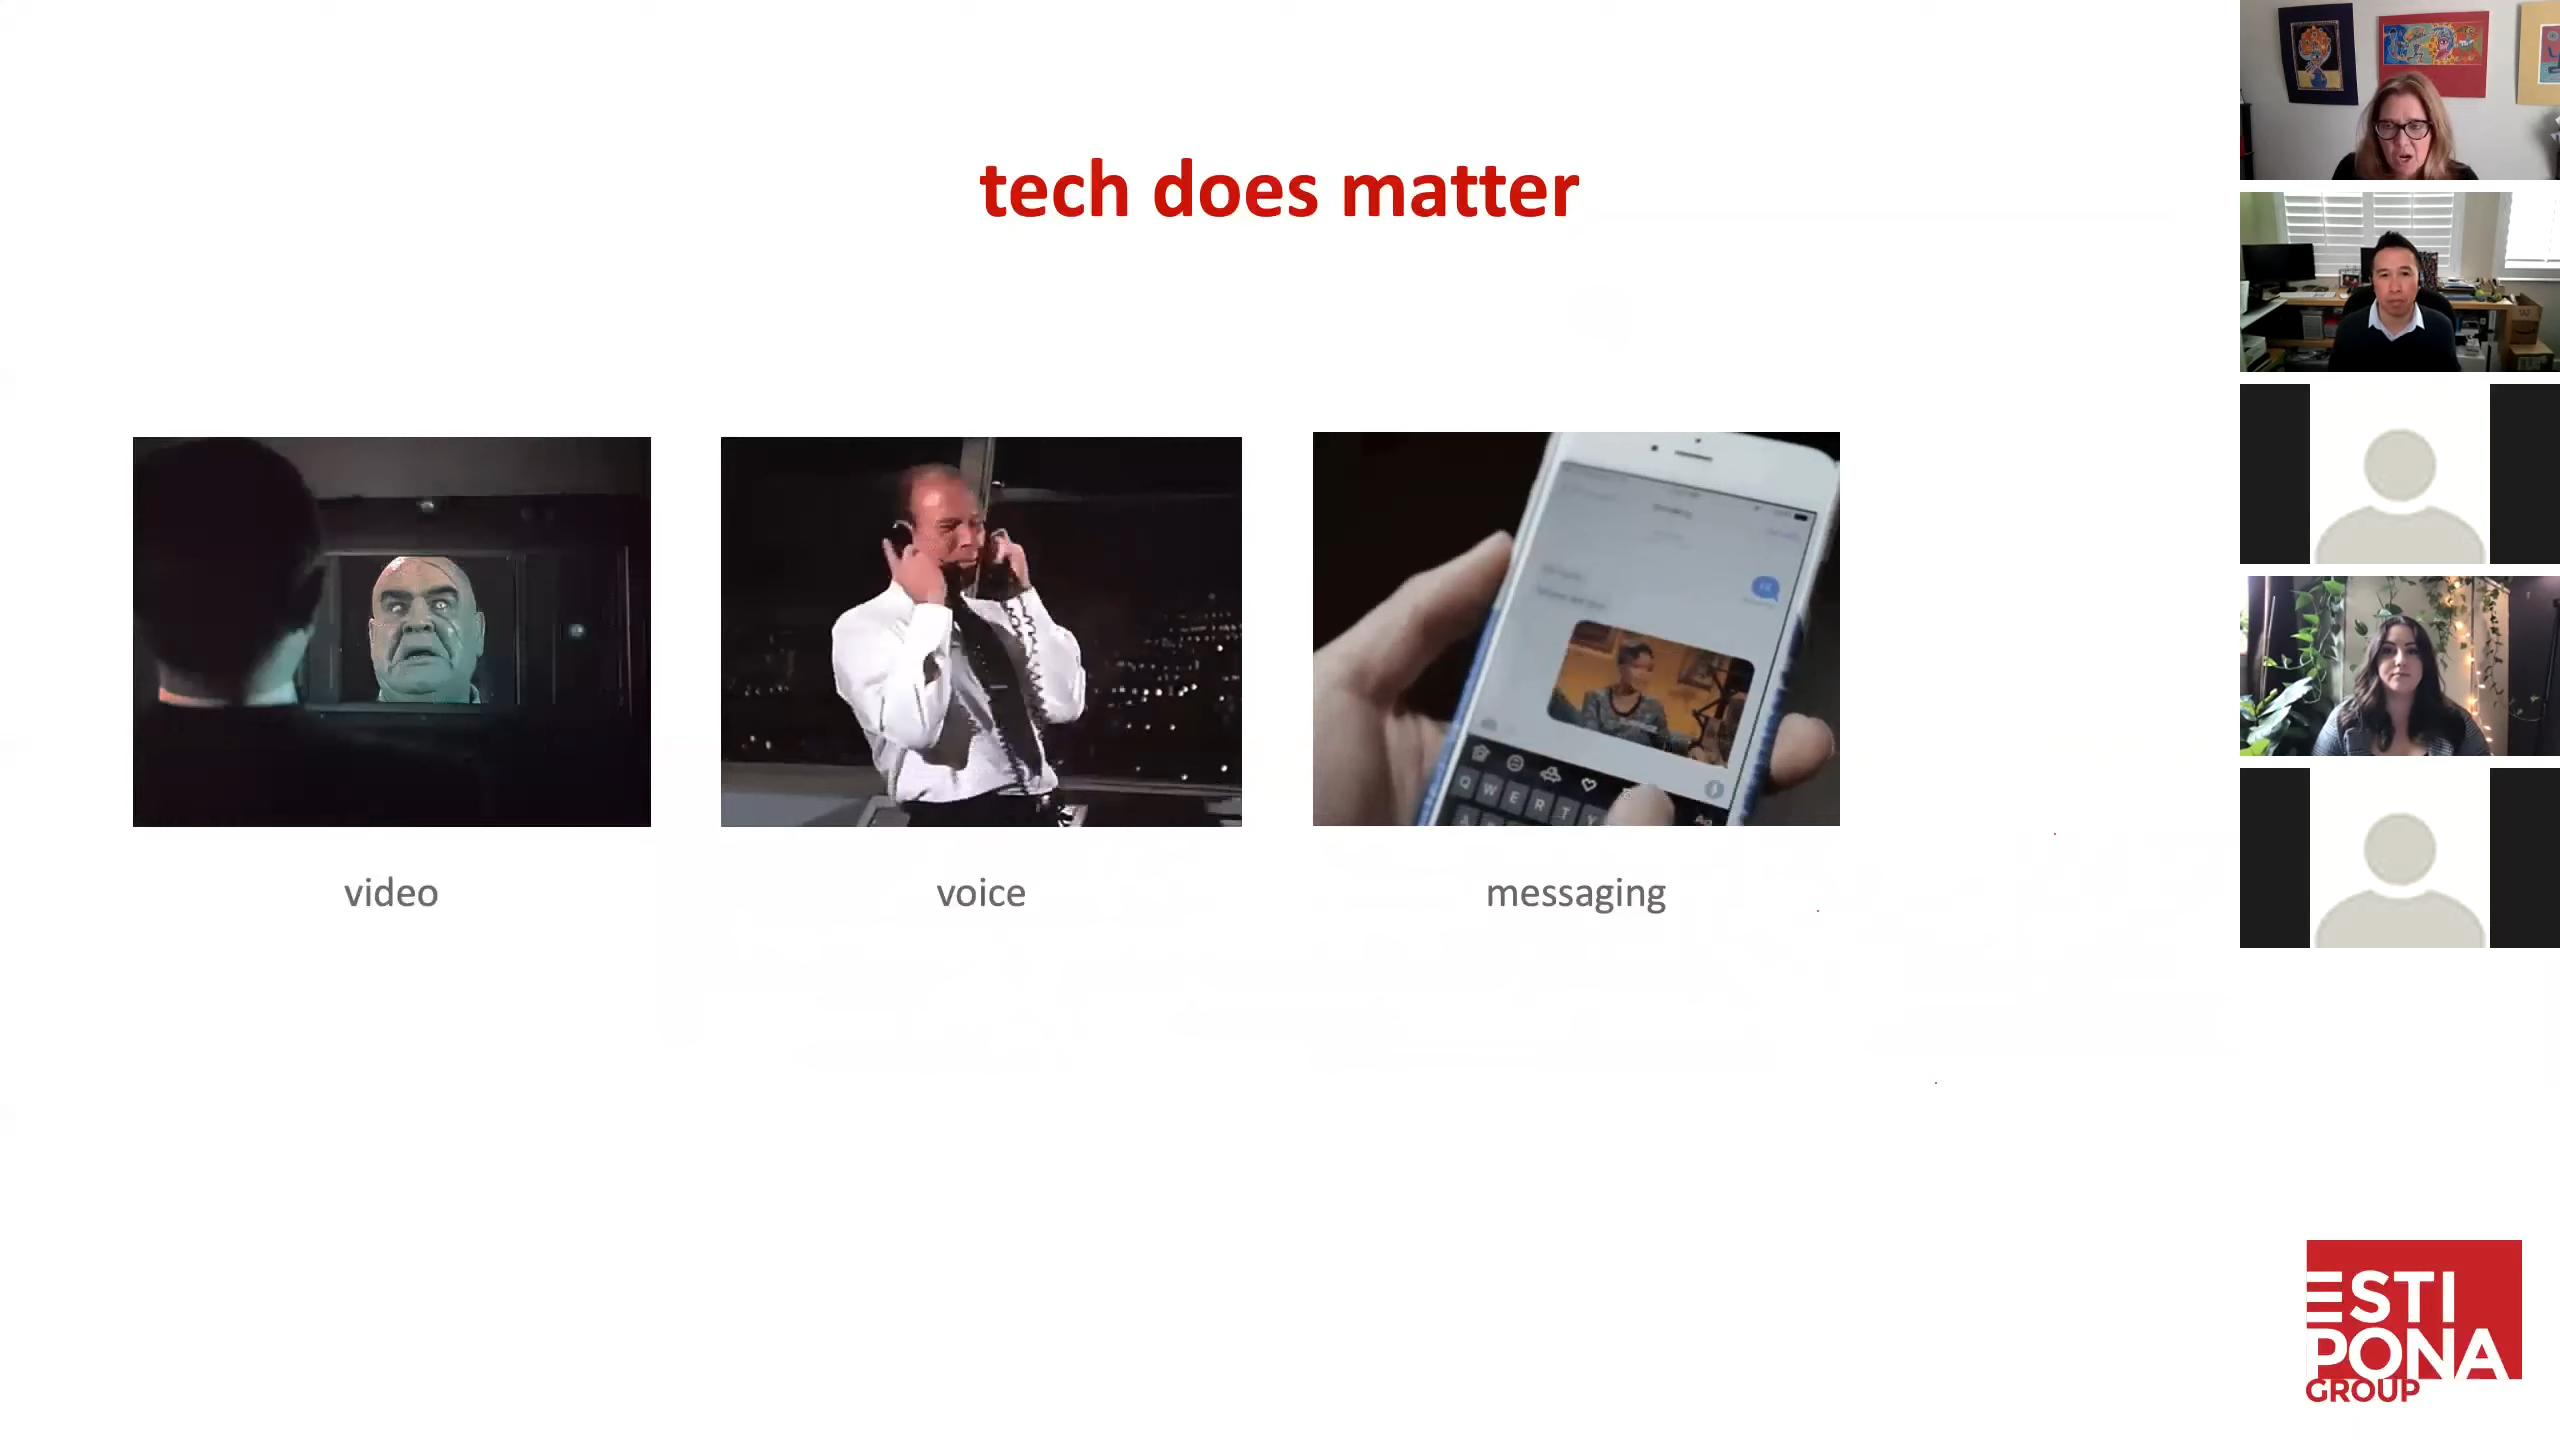 tech does matter
video
voice
messaging
Q W E R T Y
ESTI
PONA
GROUP